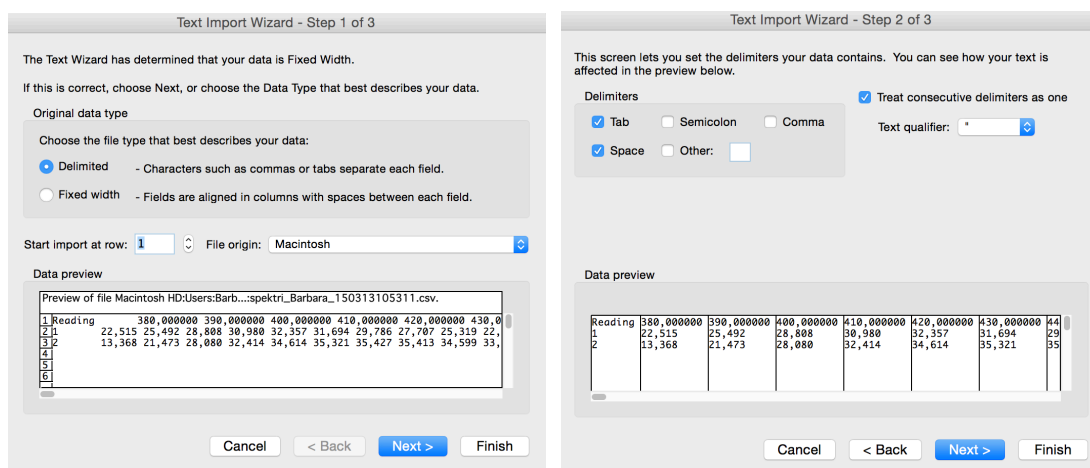 Text Import Wizard - Step 1 of 3
The Text Wizard has determined that your data is Fixed Width.
If this is correct, choose Next, or choose the Data Type that best describes your data.
Original data type
Choose the file type that best describes your data:
Delimited - Characters such as commas or tabs separate each field.
Fixed width - Fields are aligned in columns with spaces between each field.
Start import at row: 1 File origin: Macintosh
Data preview
Preview of file Macintosh HD:Users:Barb...:spektri_Barbara_150313105311.csv.
1 Reading 380,000000 390,000000 400,000000 410,000000 420,000000 430,0
2 1 22,515 25,492 28,808 30,980 32,357 31,694 29,786 27,707 25,319 22,
3 2 13,368 21,473 28,080 32,414 34,614 35,321 35,427 35,413 34,599 33,
4
5
6
Cancel < Back Next > Finish
Text Import Wizard - Step 2 of 3
This screen lets you set the delimiters your data contains. You can see how your text is
affected in the preview below.
Delimiters
Treat consecutive delimiters as one
Tab Semicolon Comma
Text qualifier: "
Space Other:
Data preview
Reading 380,000000 390,000000 400,000000 410,000000 420,000000 430,000000 44
1 22,515 25,492 28,808 30,980 32,357 31,694 29
2 13,368 21,473 28,080 32,414 34,614 35,321 35
Cancel < Back Next > Finish